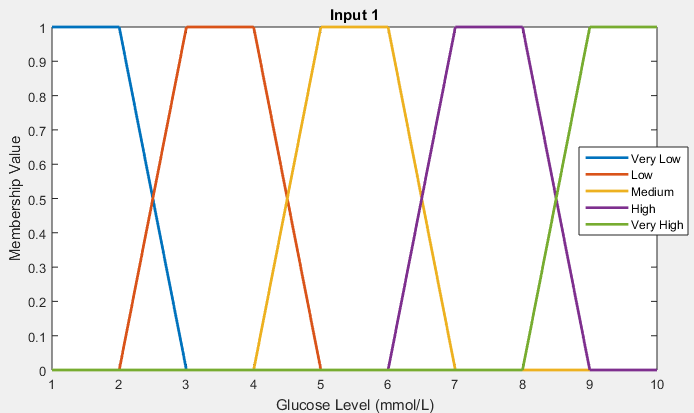 Input 1
Membership Value
1
0.9
0.8
0.7
0.6
0.5
0.4
0.3
0.2
0.1
0
1 2 3 4 5 6 7 8 9 10
Glucose Level (mmol/L)
Very Low
Low
Medium
High
Very High